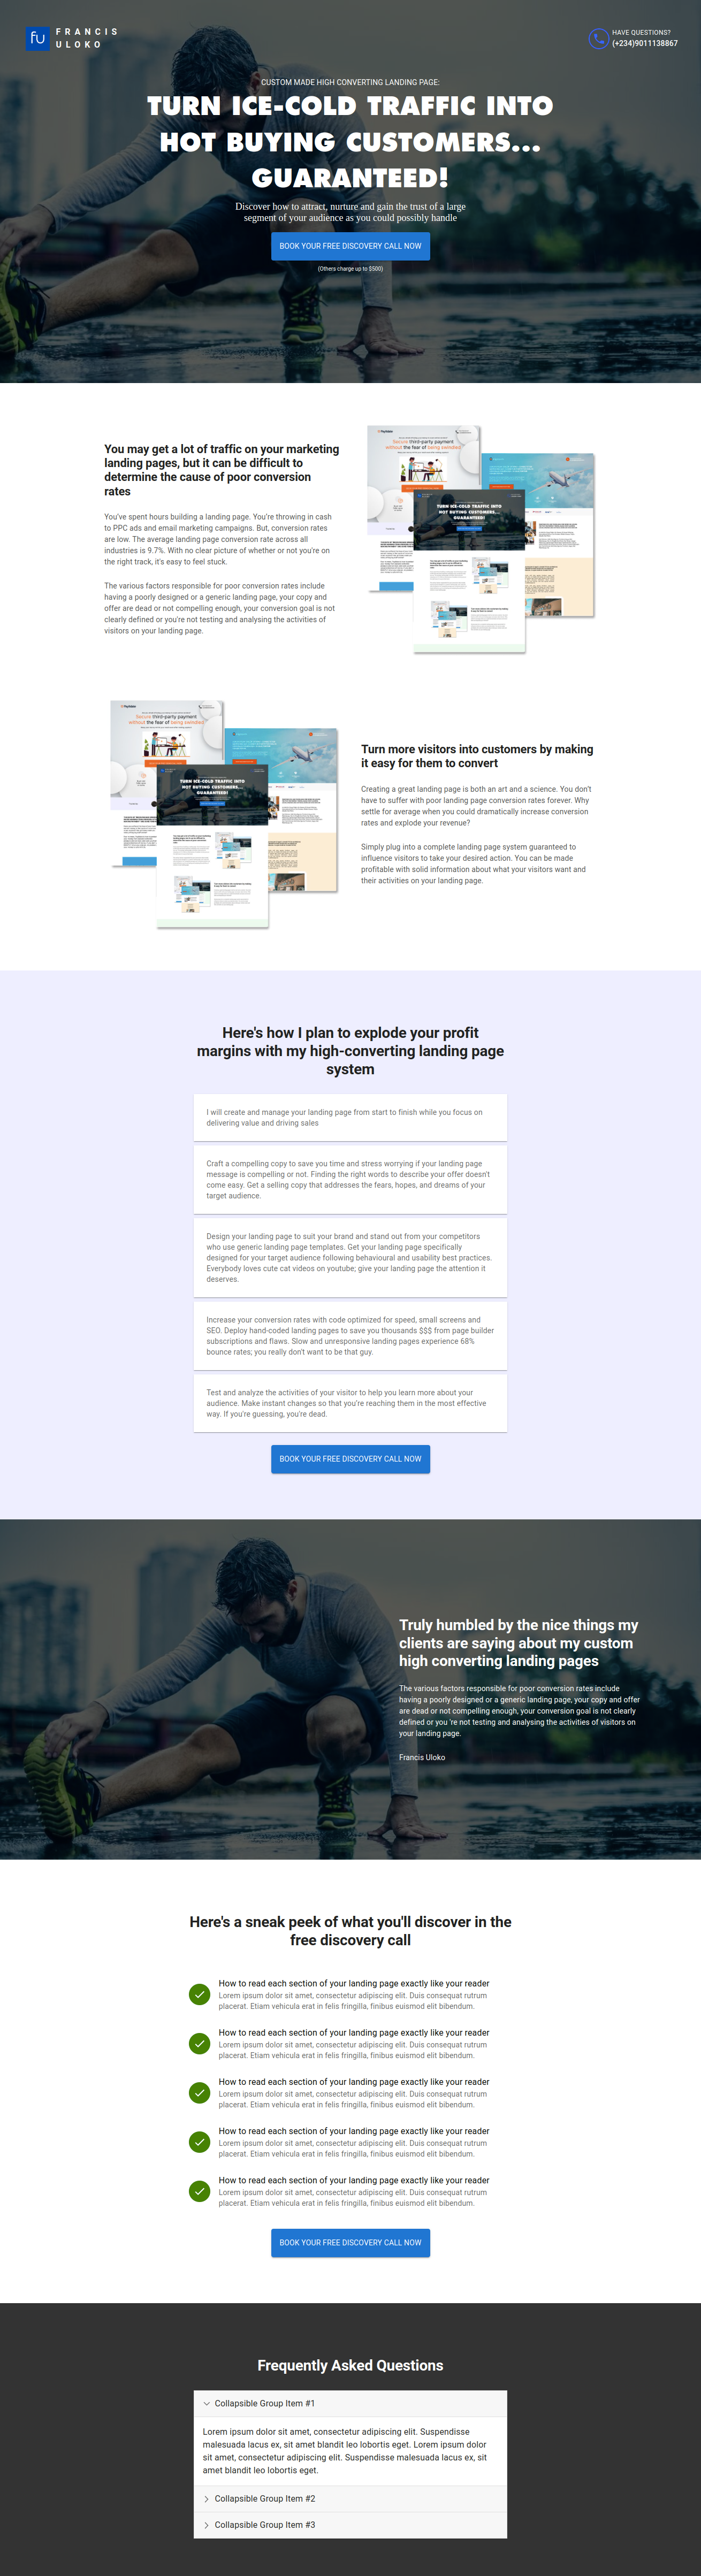 fu
FRANCIS
ULOKO
HAVE QUESTIONS?
(+234)9011138867
CUSTOM MADE HIGH CONVERTING LANDING PAGE:
TURN ICE-COLD TRAFFIC INTO
HOT BUYING CUSTOMERS...
GUARANTEED!
Discover how to attract, nurture and gain the trust of a large
segment of your audience as you could possibly handle
BOOK YOUR FREE DISCOVERY CALL NOW
(Others charge up to $500)
You may get a lot of traffic on your marketing
landing pages, but it can be difficult to
determine the cause of poor conversion
rates
You've spent hours building a landing page. You're throwing in cash
to PPC ads and email marketing campaigns. But, conversion rates
are low. The average landing page conversion rate across all
industries is 9.7%. With no clear picture of whether or not you're on
the right track, it's easy to feel stuck.
The various factors responsible for poor conversion rates include
having a poorly designed or a generic landing page, your copy and
offer are dead or not compelling enough, your conversion goal is not
clearly defined or you're not testing and analysing the activities of
visitors on your landing page.
Secure third-party payment
without the fear of being swindled
TURN ICE-COLD TRAFFIC INTO
HOT BUYING CUSTOMERS...
GUARANTEED!
Secure third-party payment
without the fear of being swindled
TURN ICE-COLD TRAFFIC INTO
HOT BUYING CUSTOMERS...
GUARANTEED!
Turn more visitors into customers by making
it easy for them to convert
Creating a great landing page is both an art and a science. You don't
have to suffer with poor landing page conversion rates forever. Why
settle for average when you could dramatically increase conversion
rates and explode your revenue?
Simply plug into a complete landing page system guaranteed to
influence visitors to take your desired action. You can be made
profitable with solid information about what your visitors want and
their activities on your landing page.
Here's how I plan to explode your profit
margins with my high-converting landing page
system
I will create and manage your landing page from start to finish while you focus on
delivering value and driving sales
Craft a compelling copy to save you time and stress worrying if your landing page
message is compelling or not. Finding the right words to describe your offer doesn't
come easy. Get a selling copy that addresses the fears, hopes, and dreams of your
target audience.
Design your landing page to suit your brand and stand out from your competitors
who use generic landing page templates. Get your landing page specifically
designed for your target audience following behavioural and usability best practices.
Everybody loves cute cat videos on youtube; give your landing page the attention it
deserves.
Increase your conversion rates with code optimized for speed, small screens and
SEO. Deploy hand-coded landing pages to save you thousands $$$ from page builder
subscriptions and flaws. Slow and unresponsive landing pages experience 68%
bounce rates; you really don't want to be that guy.
Test and analyze the activities of your visitor to help you learn more about your
audience. Make instant changes so that you're reaching them in the most effective
way. If you're guessing, you're dead.
BOOK YOUR FREE DISCOVERY CALL NOW
Truly humbled by the nice things my
clients are saying about my custom
high converting landing pages
The various factors responsible for poor conversion rates include
having a poorly designed or a generic landing page, your copy and offer
are dead or not compelling enough, your conversion goal is not clearly
defined or you 're not testing and analysing the activities of visitors on
your landing page.
Francis Uloko
Here's a sneak peek of what you'll discover in the
free discovery call
How to read each section of your landing page exactly like your reader
Lorem ipsum dolor sit amet, consectetur adipiscing elit. Duis consequat rutrum
placerat. Etiam vehicula erat in felis fringilla, finibus euismod elit bibendum.
How to read each section of your landing page exactly like your reader
Lorem ipsum dolor sit amet, consectetur adipiscing elit. Duis consequat rutrum
placerat. Etiam vehicula erat in felis fringilla, finibus euismod elit bibendum.
How to read each section of your landing page exactly like your reader
Lorem ipsum dolor sit amet, consectetur adipiscing elit. Duis consequat rutrum
placerat. Etiam vehicula erat in felis fringilla, finibus euismod elit bibendum.
How to read each section of your landing page exactly like your reader
Lorem ipsum dolor sit amet, consectetur adipiscing elit. Duis consequat rutrum
placerat. Etiam vehicula erat in felis fringilla, finibus euismod elit bibendum.
How to read each section of your landing page exactly like your reader
Lorem ipsum dolor sit amet, consectetur adipiscing elit. Duis consequat rutrum
placerat. Etiam vehicula erat in felis fringilla, finibus euismod elit bibendum.
BOOK YOUR FREE DISCOVERY CALL NOW
Frequently Asked Questions
Collapsible Group Item #1
Lorem ipsum dolor sit amet, consectetur adipiscing elit. Suspendisse
malesuada lacus ex, sit amet blandit leo lobortis eget. Lorem ipsum dolor
sit amet, consectetur adipiscing elit. Suspendisse malesuada lacus ex, sit
amet blandit leo lobortis eget.
Collapsible Group Item #2
Collapsible Group Item #3